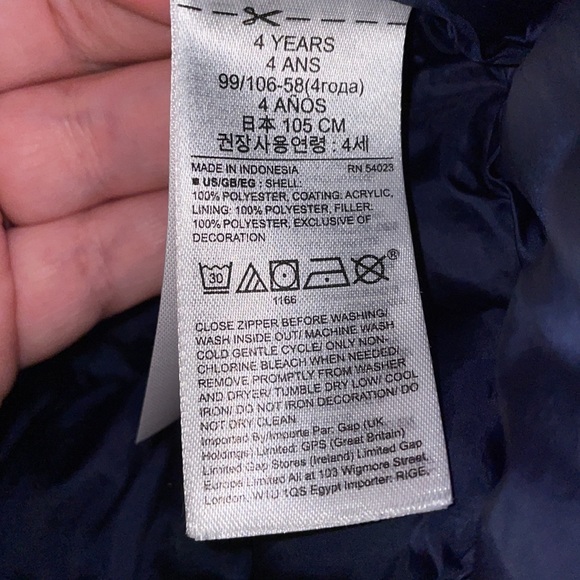 4 YEARS
4 ANS
99/106-58(4года)
4 AÑOS
日本 105 CM
권장사용연령 : 4세
MADE IN INDONESIA RN 54023
■ US/GB/EG : SHELL:
100% POLYESTER, COATING: ACRYLIC,
LINING: 100% POLYESTER, FILLER:
100% POLYESTER, EXCLUSIVE OF
DECORATION
30
®
1166
CLOSE ZIPPER BEFORE WASHING/
WASH INSIDE OUT/ MACHINE WASH
COLD GENTLE CYCLE/ ONLY NON-
CHLORINE BLEACH WHEN NEEDED/
REMOVE PROMPTLY FROM WASHER
AND DRYER/ TUMBLE DRY LOW/ COOL
IRON/ DO NOT IRON DECORATION/ DO
NOT DRY CLEAN
Imported By/Importe Par: Gap (UK
Holdings) Limited: GPS (Great Britain)
Limited Gap Stores (Ireland) Limited Gap
Europe Limited All at 103 Wigmore Street,
London, W1U 1QS Egypt Importer: RIGE,